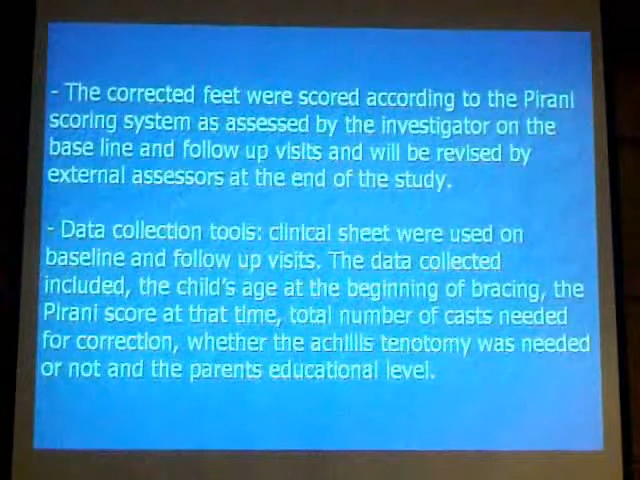 - The corrected feet were scored according to the Pirani
scoring system as assessed by the investigator on the
base line and follow up visits and will be revised by
external assessors at the end of the study.
- Data collection tools: clinical sheet were used on
baseline and follow up visits. The data collected
included, the child's age at the beginning of bracing, the
Pirani score at that time, total number of casts needed
for correction, whether the achillis tenotomy was needed
or not and the parents educational level.